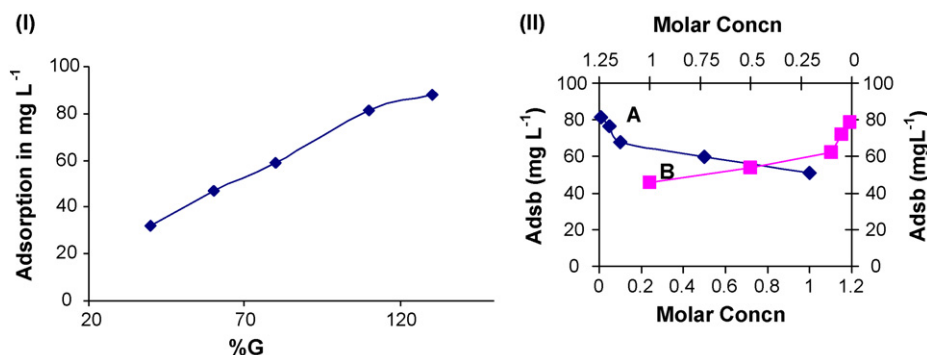 (I)
Adsorption in mg L⁻¹
100
80
60
40
20
0
20 70 120
%G
(II)
Molar Concn
1.25 1 0.75 0.5 0.25 0
Adsb (mg L⁻¹)
100
80
60
40
20
0
A
B
100
80
60
40
20
0
Adsb (mgL⁻¹)
0 0.2 0.4 0.6 0.8 1 1.2
Molar Concn